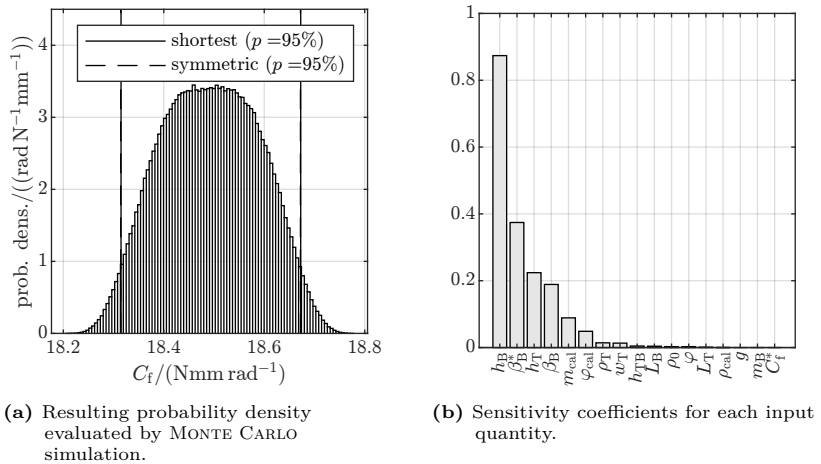 shortest (p =95%)
symmetric (p =95%)
4
3
2
1
0
prob. dens./((rad N⁻¹mm⁻¹))
18.2 18.4 18.6 18.8
C_f/(Nmm rad⁻¹)
(a) Resulting probability density
evaluated by MONTE CARLO
simulation.
1
0.8
0.6
0.4
0.2
0
h_B β*_B h_T β_B m_cal φ_cal ρ_T w_T h_TB L_B ρ_0 φ L_T ρ_cal g m_B C*_f
(b) Sensitivity coefficients for each input
quantity.